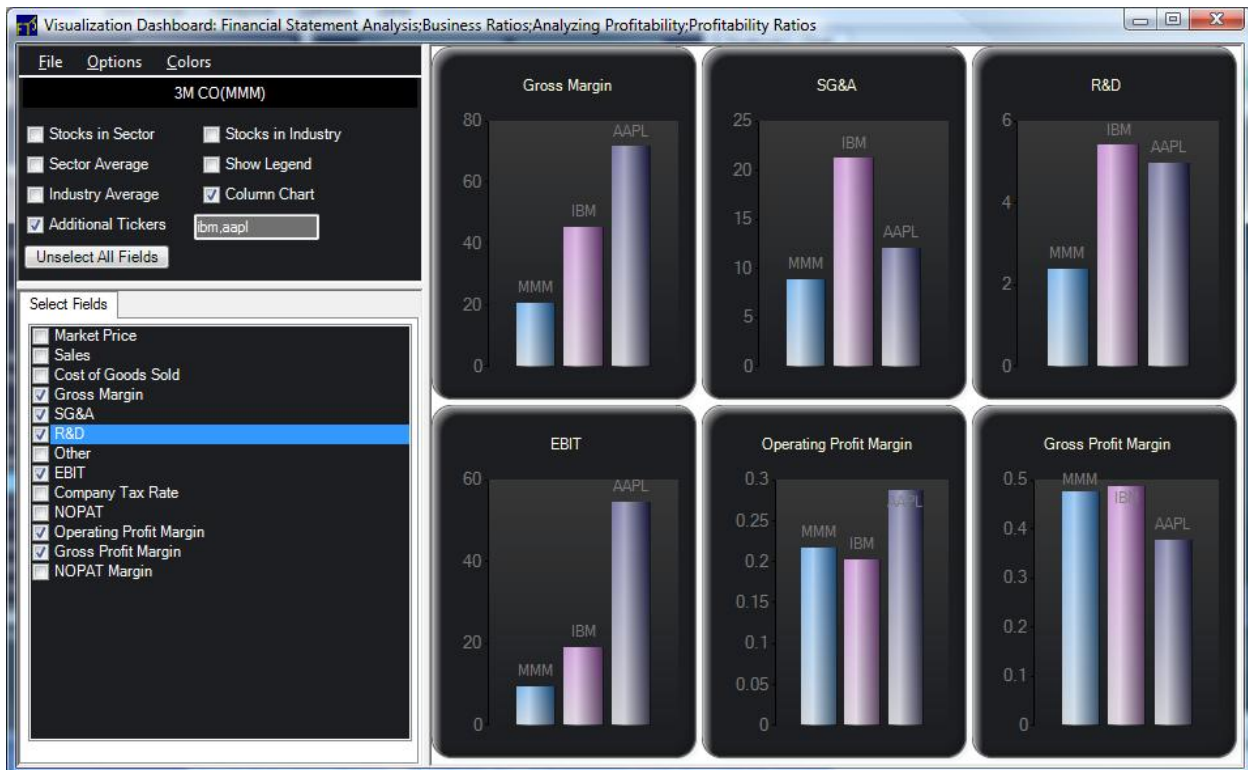 Visualization Dashboard: Financial Statement Analysis;Business Ratios;Analyzing Profitability;Profitability Ratios
File Options Colors
3M CO(MMM)
Stocks in Sector Stocks in Industry
Sector Average Show Legend
Industry Average Column Chart
Additional Tickers ibm,aapl
Unselect All Fields
Select Fields
Market Price
Sales
Cost of Goods Sold
Gross Margin
SG&A
R&D
Other
EBIT
Company Tax Rate
NOPAT
Operating Profit Margin
Gross Profit Margin
NOPAT Margin
Gross Margin
80
60
40
20
0
MMM
IBM
AAPL
SG&A
25
20
15
10
5
0
MMM
IBM
AAPL
R&D
6
4
2
0
MMM
IBM
AAPL
EBIT
60
40
20
0
MMM
IBM
AAPL
Operating Profit Margin
0.3
0.25
0.2
0.15
0.1
0.05
0
MMM
IBM
AAPL
Gross Profit Margin
0.5
0.4
0.3
0.2
0.1
0
MMM
IBM
AAPL